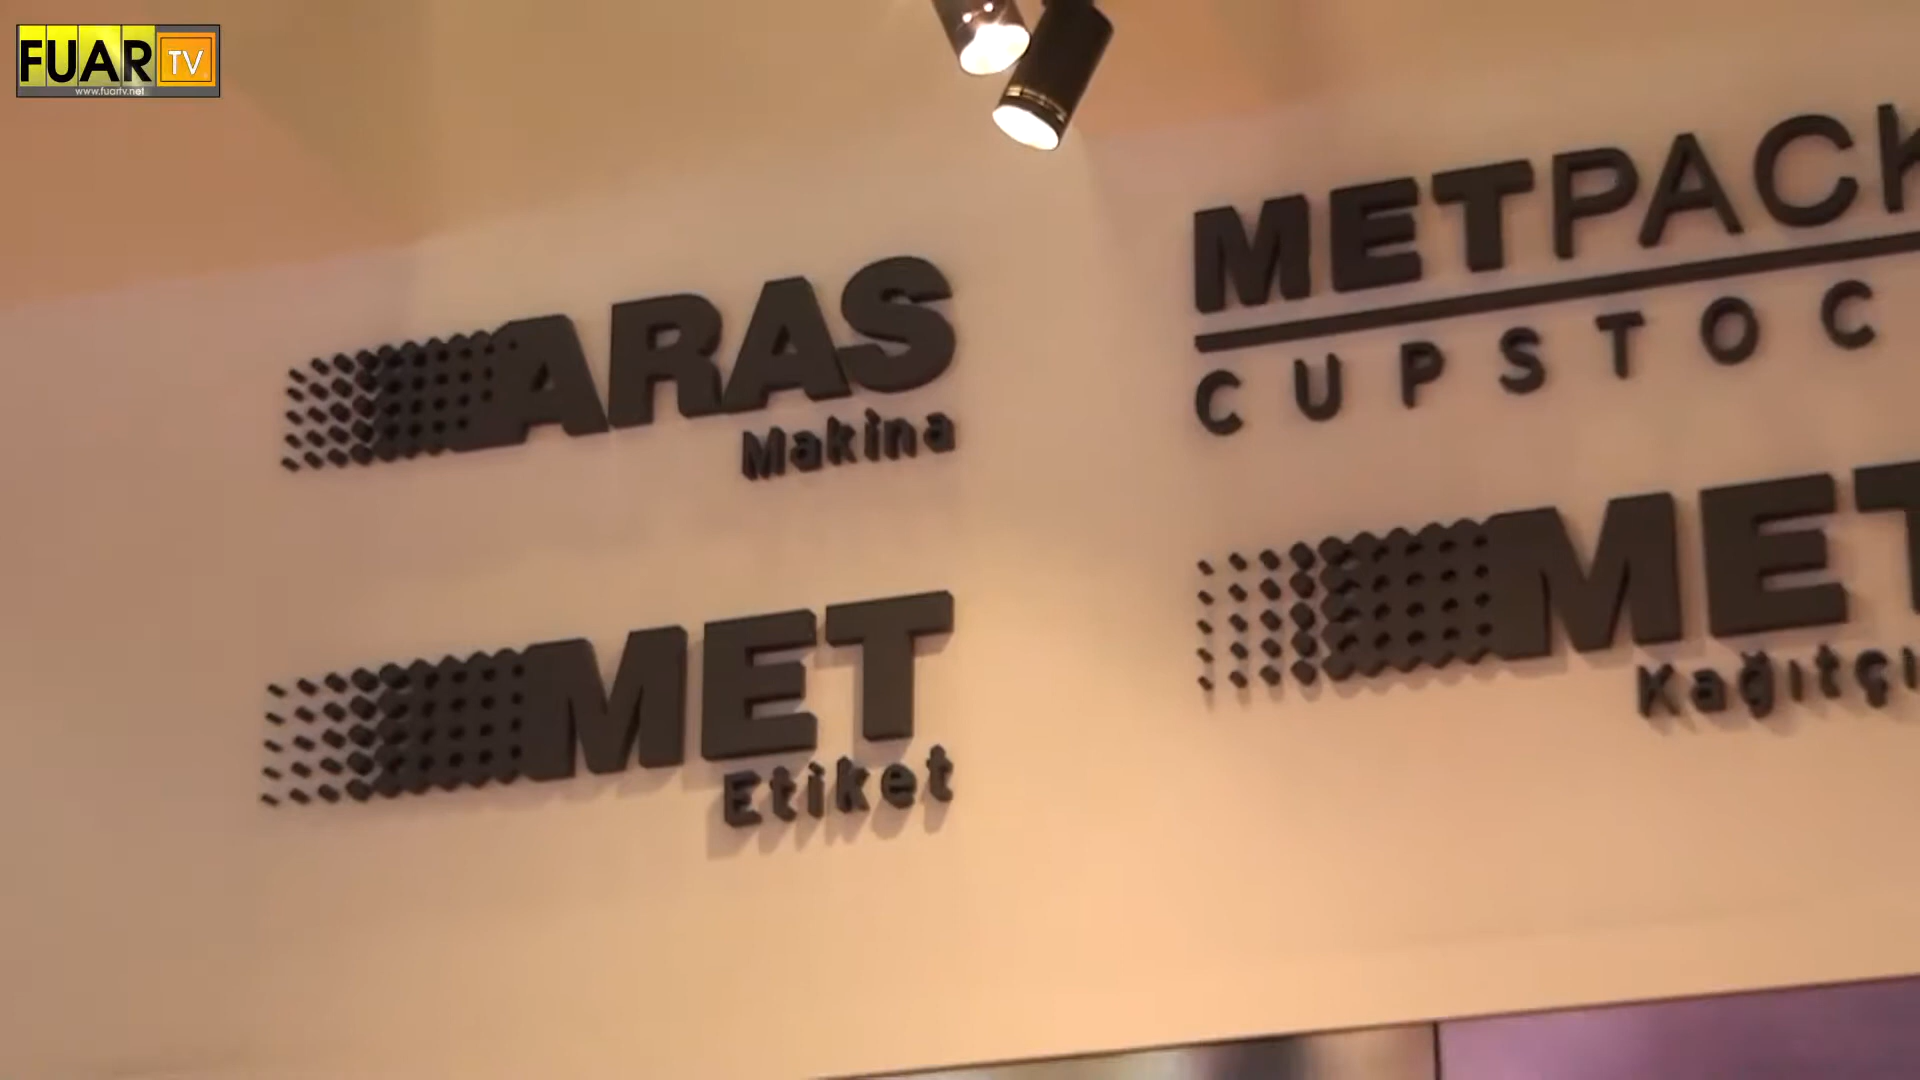 FUAR TV
www.fuartv.net
ARAS
Makina
METPACK
CUPSTOC
MET
Etiket
MET
Kağıtçı